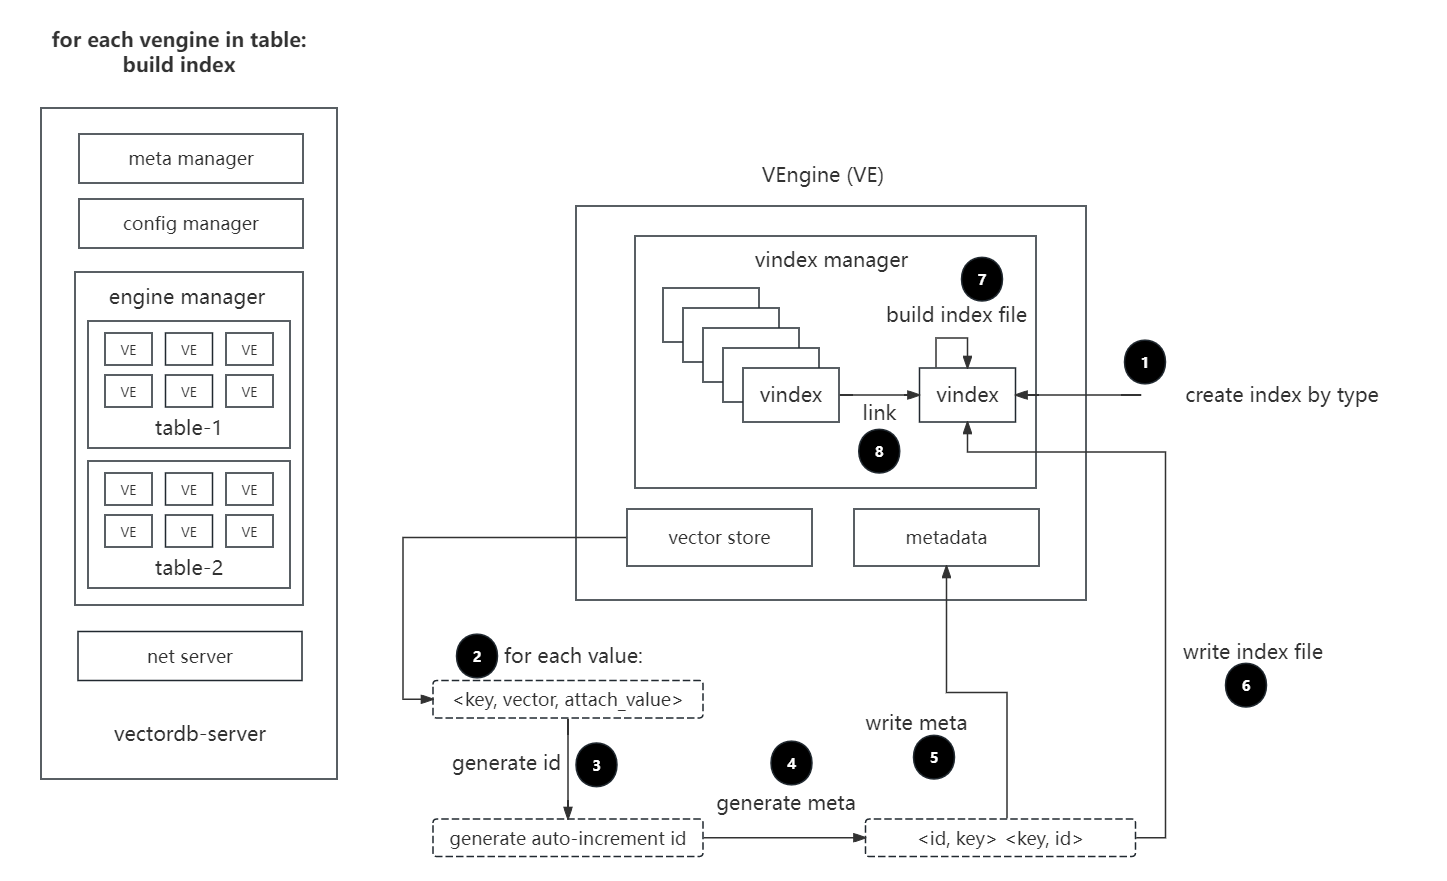 for each vengine in table:
build index
meta manager
config manager
engine manager
VE VE VE
VE VE VE
table-1
VE VE VE
VE VE VE
table-2
net server
vectordb-server
VEngine (VE)
vindex manager
7
build index file
vindex
link
8
vindex
1
create index by type
vector store
metadata
2 for each value:
<key, vector, attach_value>
generate id 3
generate auto-increment id
4
generate meta
write meta
5
<id, key> <key, id>
write index file
6